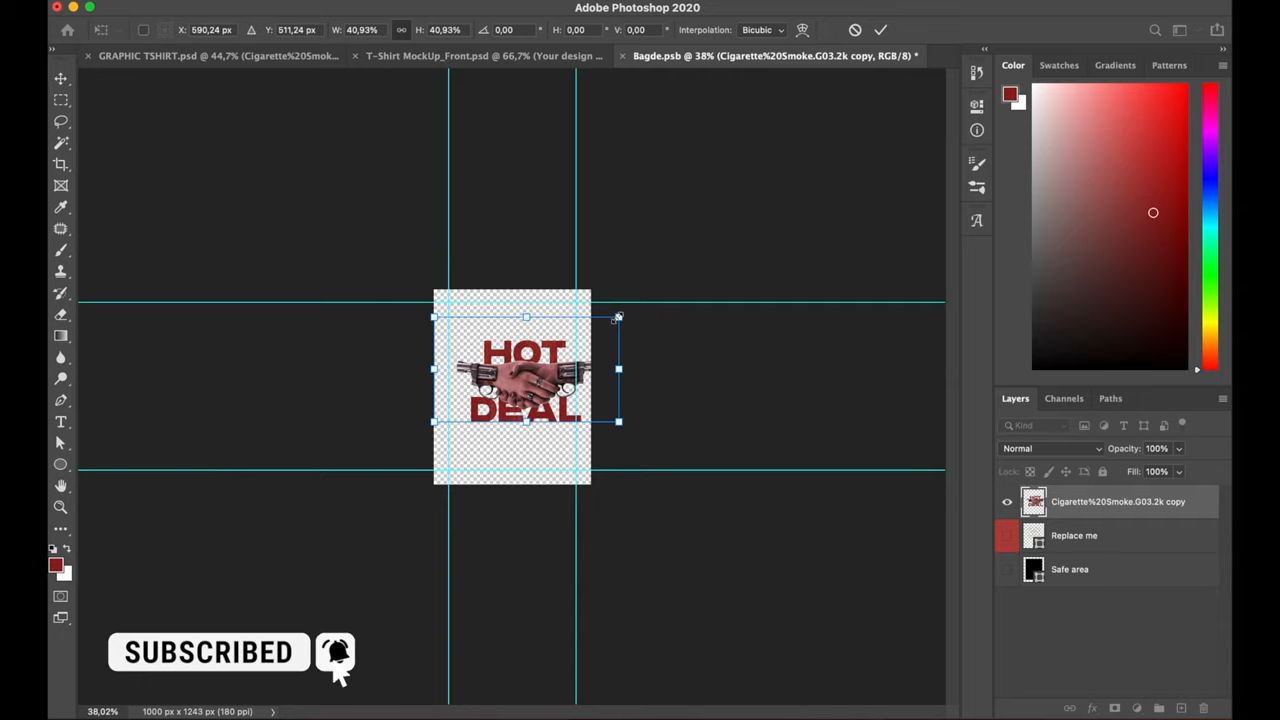 Adobe Photoshop 2020
X: 590,24 px Y: 511,24 px W: 40,93% H: 40,93% 0,00 ° H: 0,00 ° V: 0,00 ° Interpolation: Bicubic
GRAPHIC TSHIRT.psd @ 44,7% (Cigarette%20Smok... T-Shirt MockUp_Front.psd @ 66,7% (Your design ... Bagde.psb @ 38% (Cigarette%20Smoke.G03.2k copy, RGB/8) *
Color Swatches Gradients Patterns
HOT
DEAL
Layers Channels Paths
Kind
Normal Opacity: 100%
Lock: Fill: 100%
Cigarette%20Smoke.G03.2k copy
Replace me
Safe area
SUBSCRIBED
38,02% 1000 px x 1243 px (180 ppi)